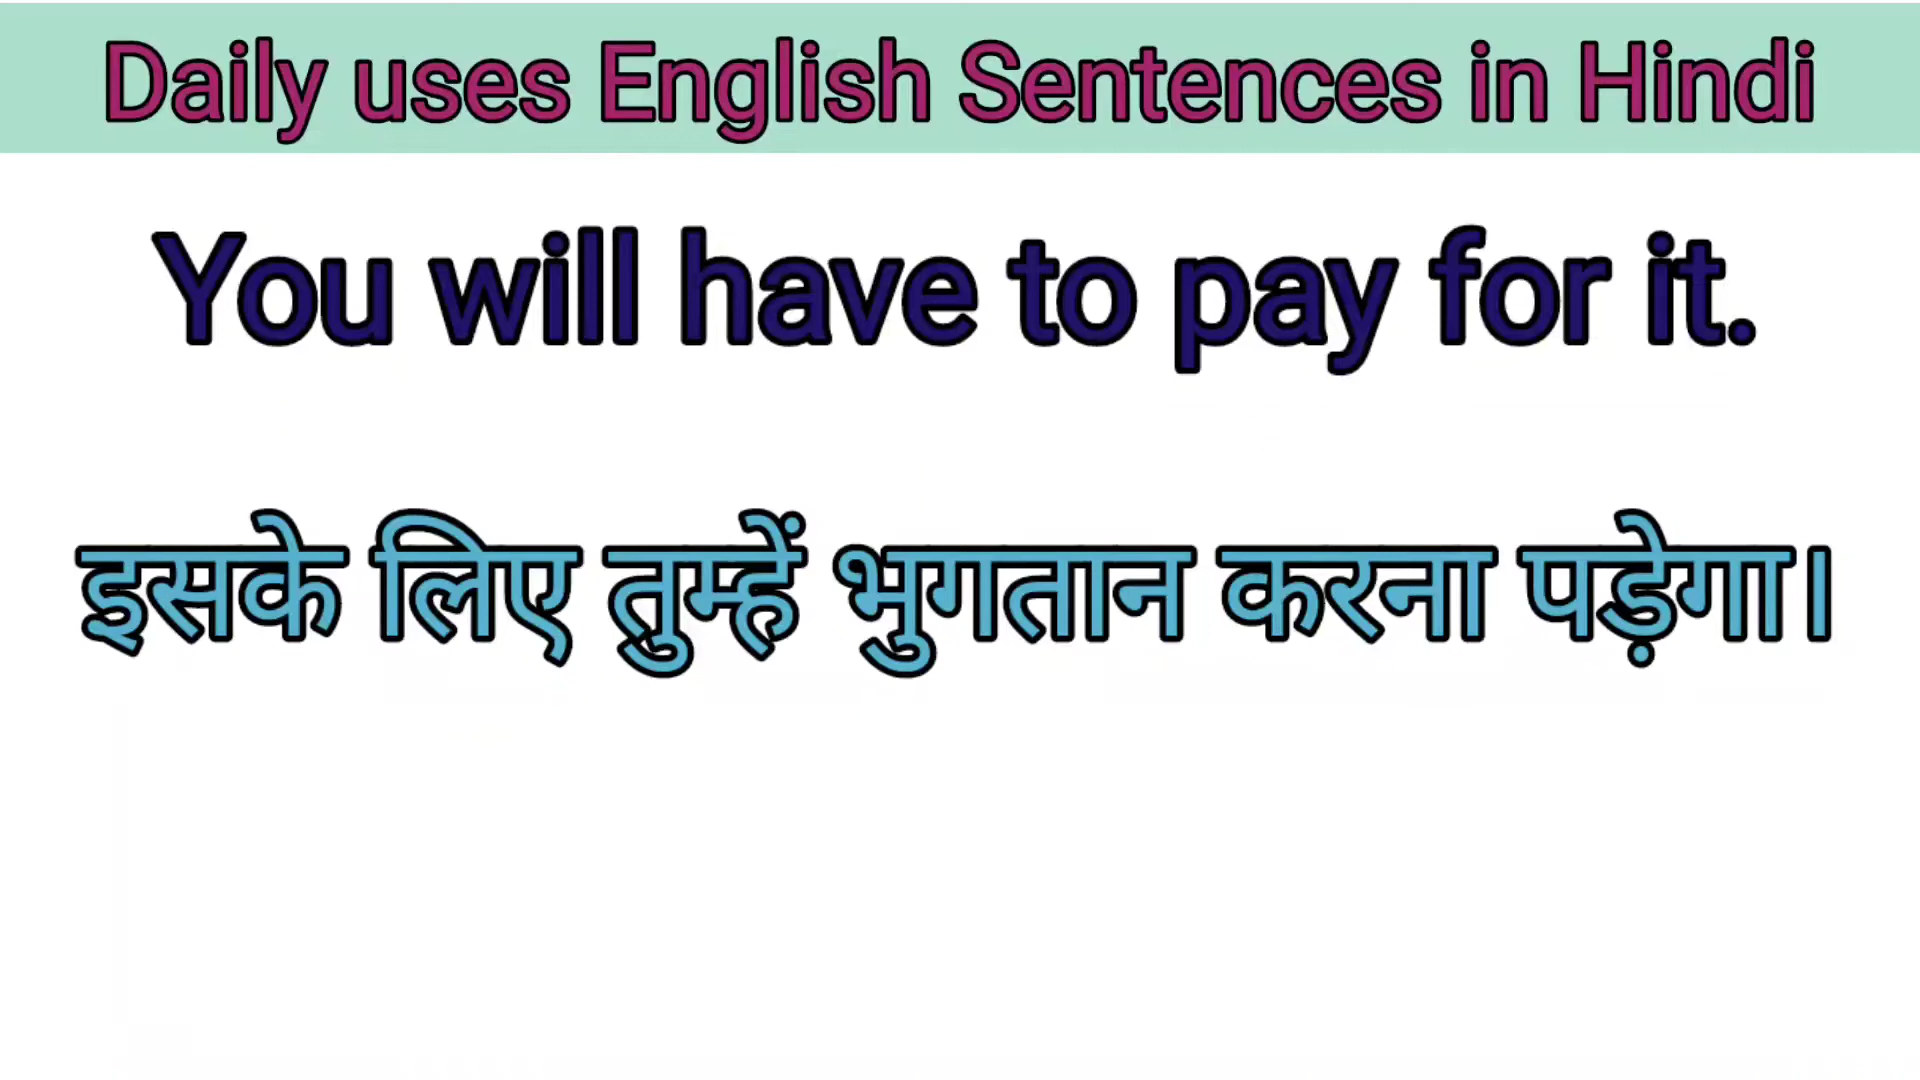 Daily uses English Sentences in Hindi
You will have to pay for it.
इसके लिए तुम्हें भुगतान करना पड़ेगा।